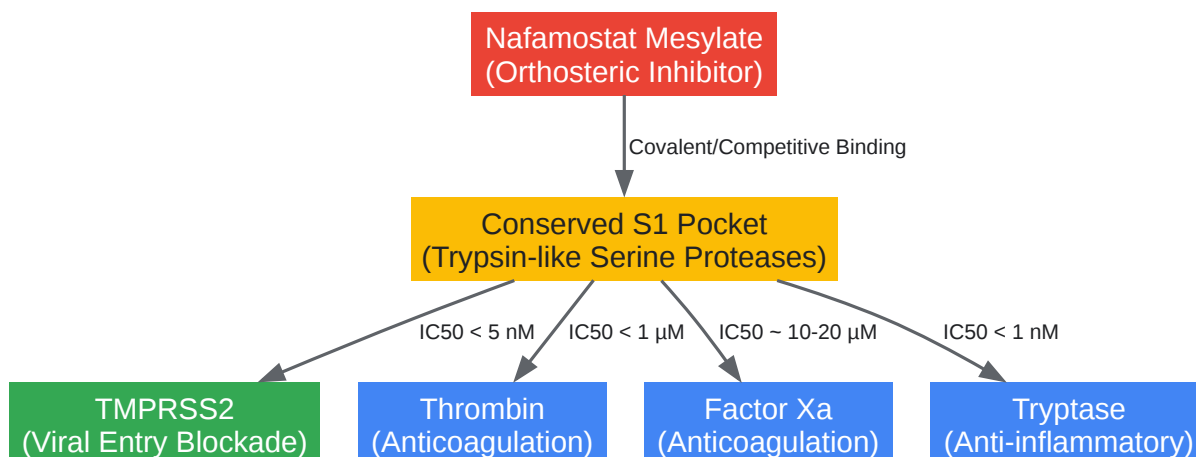 Nafamostat Mesylate
(Orthosteric Inhibitor)
Covalent/Competitive Binding
Conserved S1 Pocket
(Trypsin-like Serine Proteases)
IC50 < 5 nM
IC50 < 1 µM
IC50 ~ 10-20 µM
IC50 < 1 nM
TMPRSS2
(Viral Entry Blockade)
Thrombin
(Anticoagulation)
Factor Xa
(Anticoagulation)
Tryptase
(Anti-inflammatory)